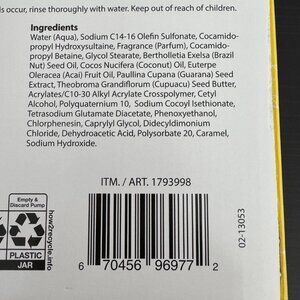 ls occur, rinse thoroughly with water. Keep out of reach of children.
Ingredients
Water (Aqua), Sodium C14-16 Olefin Sulfonate, Cocamido-
propyl Hydroxysultaine, Fragrance (Parfum), Cocamido-
propyl Betaine, Glycol Stearate, Bertholletia Exelsa (Brazil
Nut) Seed Oil, Cocos Nucifera (Coconut) Oil, Euterpe
Olearacea (Acai) Fruit Oil, Paullina Cupana (Guarana) Seed
Extract, Theobroma Grandiflorum (Cupuacu) Seed Butter,
Acrylates/C10-30 Alkyl Acrylate Crosspolymer, Cetyl
Alcohol, Polyquaternium 10, Sodium Cocoyl Isethionate,
Tetrasodium Glutamate Diacetate, Phenoxyethanol,
Chlorphenesin, Caprylyl Glycol, Didecyldimonium
Chloride, Dehydroacetic Acid, Polysorbate 20, Caramel,
Sodium Hydroxide.
ITM. / ART. 1793998
Empty &
Discard Pump
PLASTIC
JAR
how2recycle.info
6 70456 96977 2
02-13053